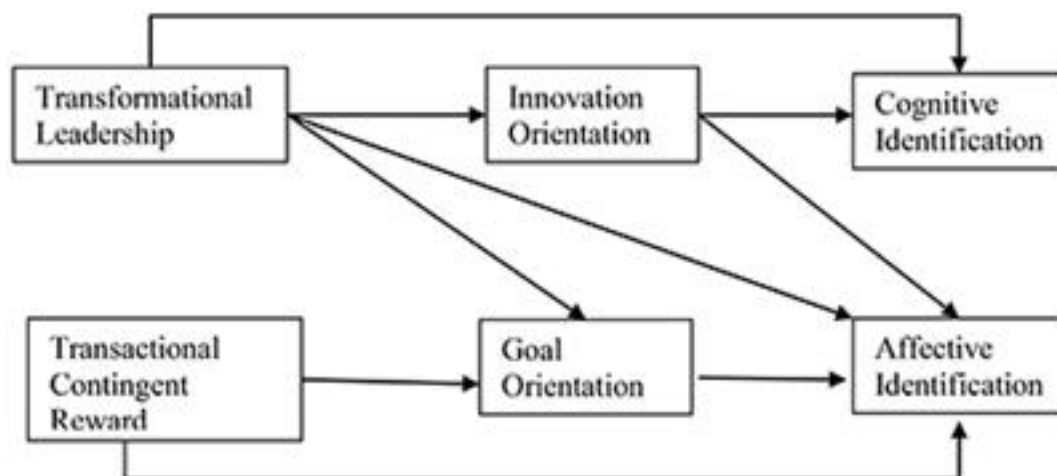 Transformational
Leadership
Innovation
Orientation
Cognitive
Identification
Transactional
Contingent
Reward
Goal
Orientation
Affective
Identification